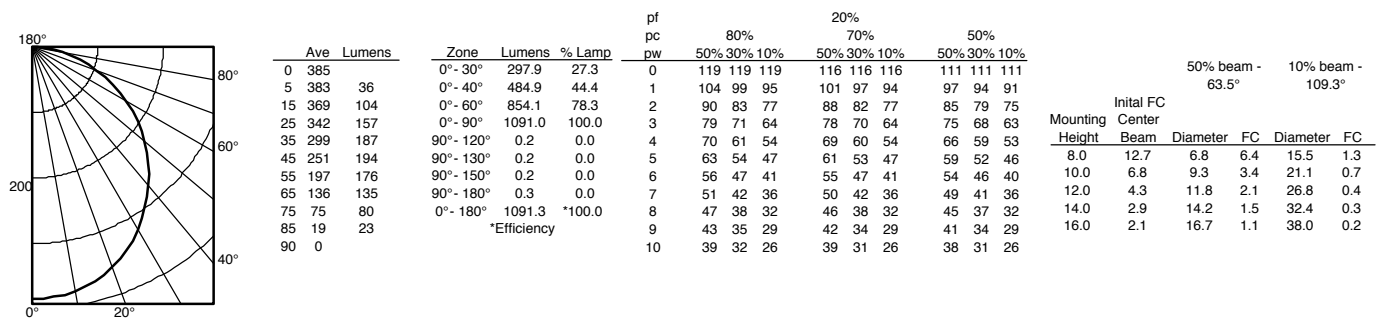 180°
80°
60°
200
40°
0° 20°
Ave Lumens
0 385
5 383 36
15 369 104
25 342 157
35 299 187
45 251 194
55 197 176
65 136 135
75 75 80
85 19 23
90 0
Zone Lumens % Lamp
0°- 30° 297.9 27.3
0°- 40° 484.9 44.4
0°- 60° 854.1 78.3
0°- 90° 1091.0 100.0
90°- 120° 0.2 0.0
90°- 130° 0.2 0.0
90°- 150° 0.2 0.0
90°- 180° 0.3 0.0
0°- 180° 1091.3 *100.0
*Efficiency
pf 20%
pc 80% 70% 50%
pw 50% 30% 10% 50% 30% 10% 50% 30% 10%
0 119 119 119 116 116 116 111 111 111
1 104 99 95 101 97 94 97 94 91
2 90 83 77 88 82 77 85 79 75
3 79 71 64 78 70 64 75 68 63
4 70 61 54 69 60 54 66 59 53
5 63 54 47 61 53 47 59 52 46
6 56 47 41 55 47 41 54 46 40
7 51 42 36 50 42 36 49 41 36
8 47 38 32 46 38 32 45 37 32
9 43 35 29 42 34 29 41 34 29
10 39 32 26 39 31 26 38 31 26
50% beam - 10% beam -
63.5° 109.3°
Inital FC
Mounting Center
Height Beam Diameter FC Diameter FC
8.0 12.7 6.8 6.4 15.5 1.3
10.0 6.8 9.3 3.4 21.1 0.7
12.0 4.3 11.8 2.1 26.8 0.4
14.0 2.9 14.2 1.5 32.4 0.3
16.0 2.1 16.7 1.1 38.0 0.2